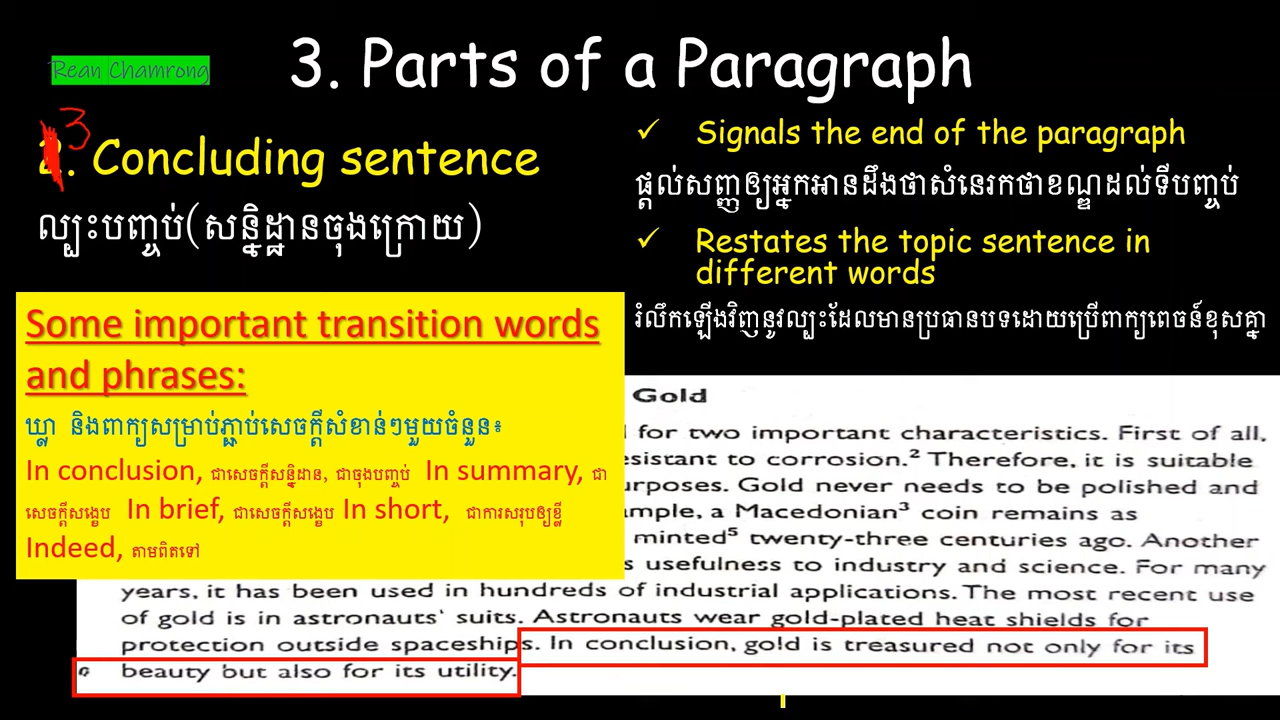 Rean Chamrong
3. Parts of a Paragraph
3
2. Concluding sentence
ល្បះបញ្ចប់(សន្និដ្ឋានចុងក្រោយ)
✓ Signals the end of the paragraph
ផ្តល់សញ្ញឲ្យអ្នកអានដឹងថាសំនេរកថាខណ្ឌដល់ទីបញ្ចប់
✓ Restates the topic sentence in
different words
រំលឹកឡើងវិញនូវល្បះដែលមានប្រធានបទដោយប្រើពាក្យពេចន៍ខុសគ្នា
Some important transition words
and phrases:
ឃ្លា និងពាក្យសម្រាប់ភ្ជាប់សេចក្តីសំខាន់ៗមួយចំនួន៖
In conclusion, ជាសេចក្តីសន្និដ្ឋាន, ជាចុងបញ្ចប់ In summary, ជា
សេចក្តីសង្ខេប In brief, ជាសេចក្តីសង្ខេប In short, ជាការសរុបឲ្យខ្លី
Indeed, តាមពិតទៅ
Gold
for two important characteristics. First of all,
esistant to corrosion.² Therefore, it is suitable
urposes. Gold never needs to be polished and
ample, a Macedonian³ coin remains as
minted⁵ twenty-three centuries ago. Another
s usefulness to industry and science. For many
years, it has been used in hundreds of industrial applications. The most recent use
of gold is in astronauts' suits. Astronauts wear gold-plated heat shields for
protection outside spaceships. In conclusion, gold is treasured not only for its
beauty but also for its utility.